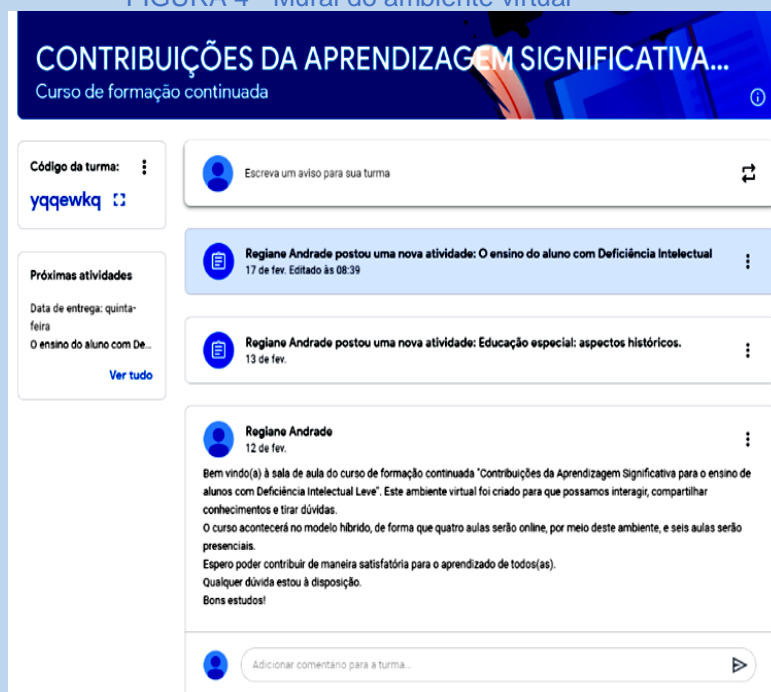 FIGURA 4 - Mural do ambiente virtual
CONTRIBUIÇÕES DA APRENDIZAGEM SIGNIFICATIVA...
Curso de formação continuada
Código da turma:
yqqewkq
Próximas atividades
Data de entrega: quinta-
feira
O ensino do aluno com De...
Ver tudo
Escreva um aviso para sua turma
Regiane Andrade postou uma nova atividade: O ensino do aluno com Deficiência Intelectual
17 de fev. Editado às 08:39
Regiane Andrade postou uma nova atividade: Educação especial: aspectos históricos.
13 de fev.
Regiane Andrade
12 de fev.
Bem vindo(a) à sala de aula do curso de formação continuada "Contribuições da Aprendizagem Significativa para o ensino de
alunos com Deficiência Intelectual Leve". Este ambiente virtual foi criado para que possamos interagir, compartilhar
conhecimentos e tirar dúvidas.
O curso acontecerá no modelo híbrido, de forma que quatro aulas serão online, por meio deste ambiente, e seis aulas serão
presenciais.
Espero poder contribuir de maneira satisfatória para o aprendizado de todos(as).
Qualquer dúvida estou à disposição.
Bons estudos!
Adicionar comentário para a turma...